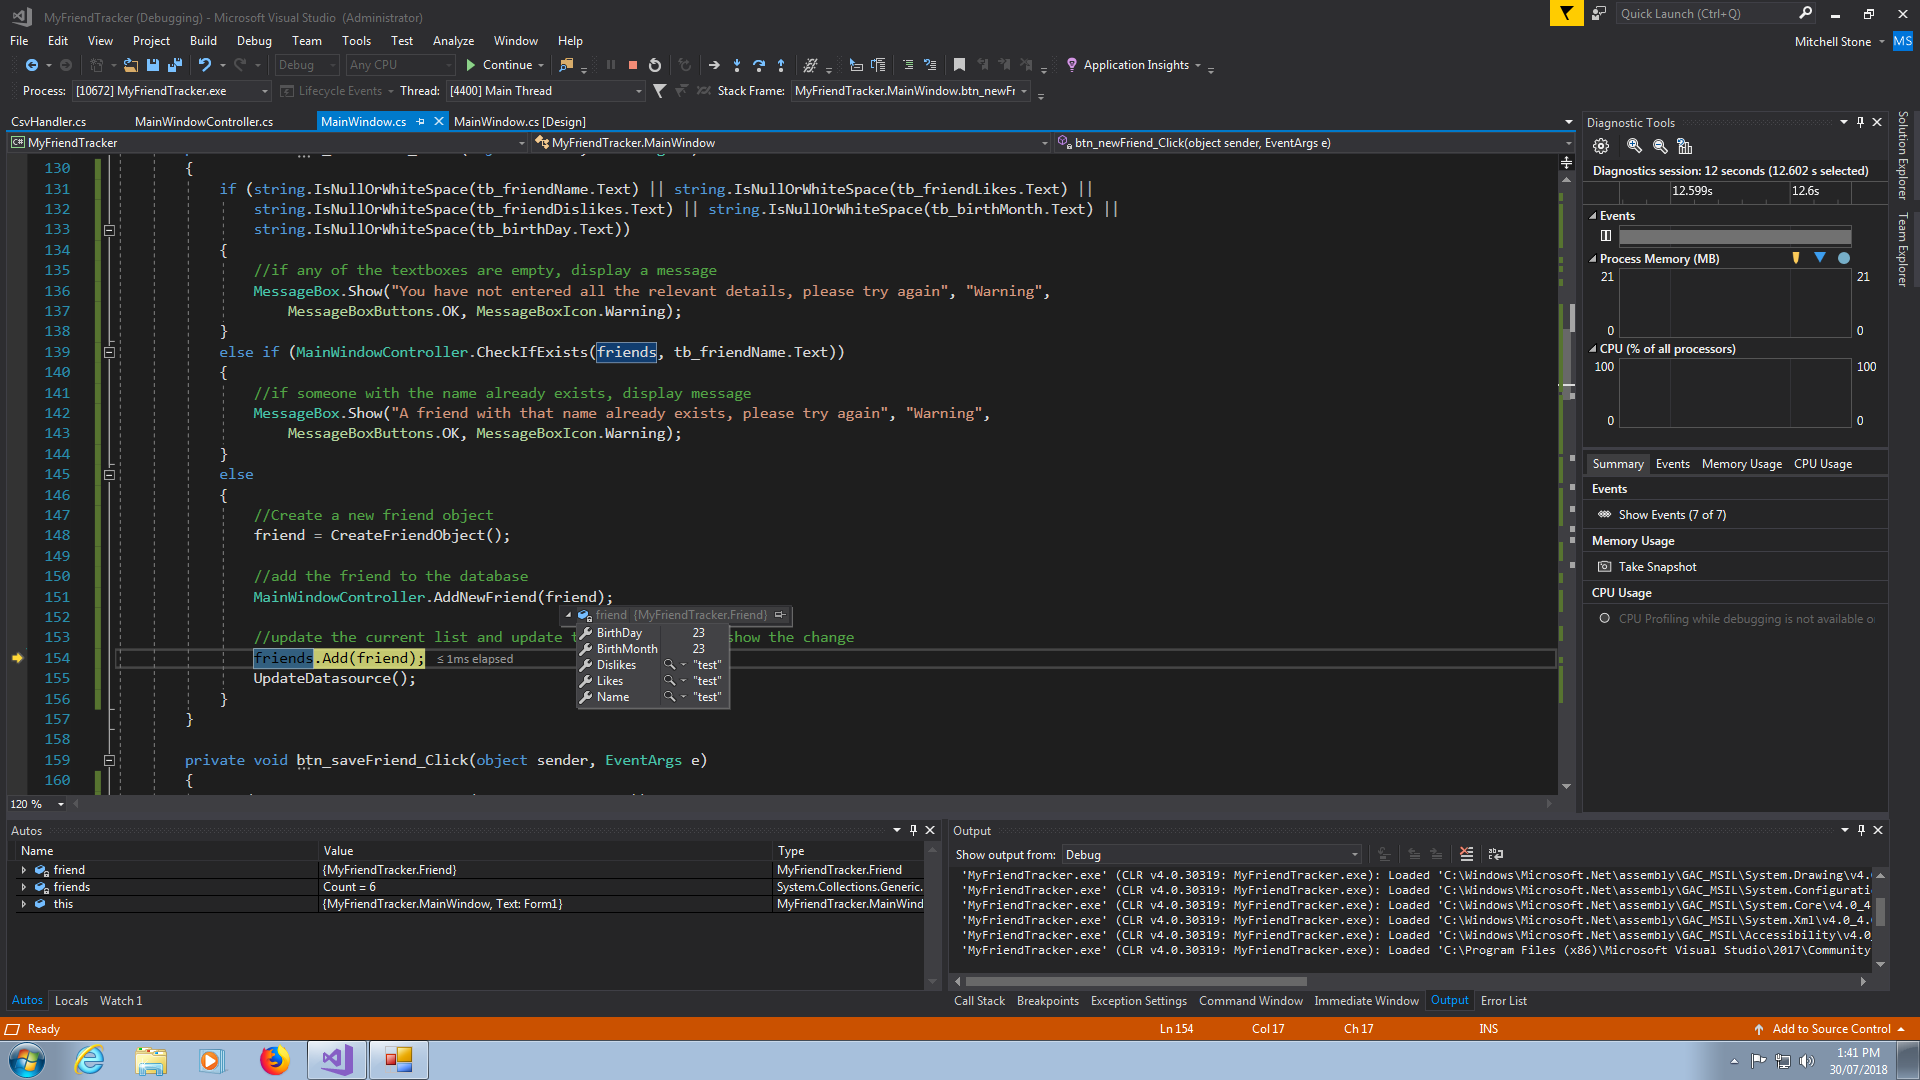 MyFriendTracker (Debugging) - Microsoft Visual Studio (Administrator)
Quick Launch (Ctrl+Q)
File Edit View Project Build Debug Team Tools Test Analyze Window Help
Mitchell Stone MS
Debug Any CPU Continue Application Insights
Process: [10672] MyFriendTracker.exe Lifecycle Events Thread: [4400] Main Thread Stack Frame: MyFriendTracker.MainWindow.btn_newFr
CsvHandler.cs MainWindowController.cs MainWindow.cs MainWindow.cs [Design]
MyFriendTracker MyFriendTracker.MainWindow btn_newFriend_Click(object sender, EventArgs e)
130 {
131 if (string.IsNullOrWhiteSpace(tb_friendName.Text) || string.IsNullOrWhiteSpace(tb_friendLikes.Text) ||
132 string.IsNullOrWhiteSpace(tb_friendDislikes.Text) || string.IsNullOrWhiteSpace(tb_birthMonth.Text) ||
133 string.IsNullOrWhiteSpace(tb_birthDay.Text))
134 {
135 //if any of the textboxes are empty, display a message
136 MessageBox.Show("You have not entered all the relevant details, please try again", "Warning",
137 MessageBoxButtons.OK, MessageBoxIcon.Warning);
138 }
139 else if (MainWindowController.CheckIfExists(friends, tb_friendName.Text))
140 {
141 //if someone with the name already exists, display message
142 MessageBox.Show("A friend with that name already exists, please try again", "Warning",
143 MessageBoxButtons.OK, MessageBoxIcon.Warning);
144 }
145 else
146 {
147 //Create a new friend object
148 friend = CreateFriendObject();
149
150 //add the friend to the database
151 MainWindowController.AddNewFriend(friend);
152
153 //update the current list and update t show the change
154 friends.Add(friend); ≤ 1ms elapsed
155 UpdateDatasource();
156 }
157 }
158
159 private void btn_saveFriend_Click(object sender, EventArgs e)
160 {
friend {MyFriendTracker.Friend}
BirthDay 23
BirthMonth 23
Dislikes "test"
Likes "test"
Name "test"
120 %
Diagnostic Tools
Diagnostics session: 12 seconds (12.602 s selected)
12.599s 12.6s
Events
Process Memory (MB)
21 21
0 0
CPU (% of all processors)
100 100
0 0
Summary Events Memory Usage CPU Usage
Events
Show Events (7 of 7)
Memory Usage
Take Snapshot
CPU Usage
CPU Profiling while debugging is not available o
Solution Explorer
Team Explorer
Autos
Name Value Type
friend {MyFriendTracker.Friend} MyFriendTracker.Friend
friends Count = 6 System.Collections.Generic.
this {MyFriendTracker.MainWindow, Text: Form1} MyFriendTracker.MainWind
Autos Locals Watch 1
Output
Show output from: Debug
'MyFriendTracker.exe' (CLR v4.0.30319: MyFriendTracker.exe): Loaded 'C:\Windows\Microsoft.Net\assembly\GAC_MSIL\System.Drawing\v4.
'MyFriendTracker.exe' (CLR v4.0.30319: MyFriendTracker.exe): Loaded 'C:\Windows\Microsoft.Net\assembly\GAC_MSIL\System.Configurati
'MyFriendTracker.exe' (CLR v4.0.30319: MyFriendTracker.exe): Loaded 'C:\Windows\Microsoft.Net\assembly\GAC_MSIL\System.Core\v4.0_4
'MyFriendTracker.exe' (CLR v4.0.30319: MyFriendTracker.exe): Loaded 'C:\Windows\Microsoft.Net\assembly\GAC_MSIL\System.Xml\v4.0_4.
'MyFriendTracker.exe' (CLR v4.0.30319: MyFriendTracker.exe): Loaded 'C:\Windows\Microsoft.Net\assembly\GAC_MSIL\Accessibility\v4.0_
'MyFriendTracker.exe' (CLR v4.0.30319: MyFriendTracker.exe): Loaded 'C:\Program Files (x86)\Microsoft Visual Studio\2017\Community
Call Stack Breakpoints Exception Settings Command Window Immediate Window Output Error List
Ready Ln 154 Col 17 Ch 17 INS Add to Source Control
1:41 PM
30/07/2018